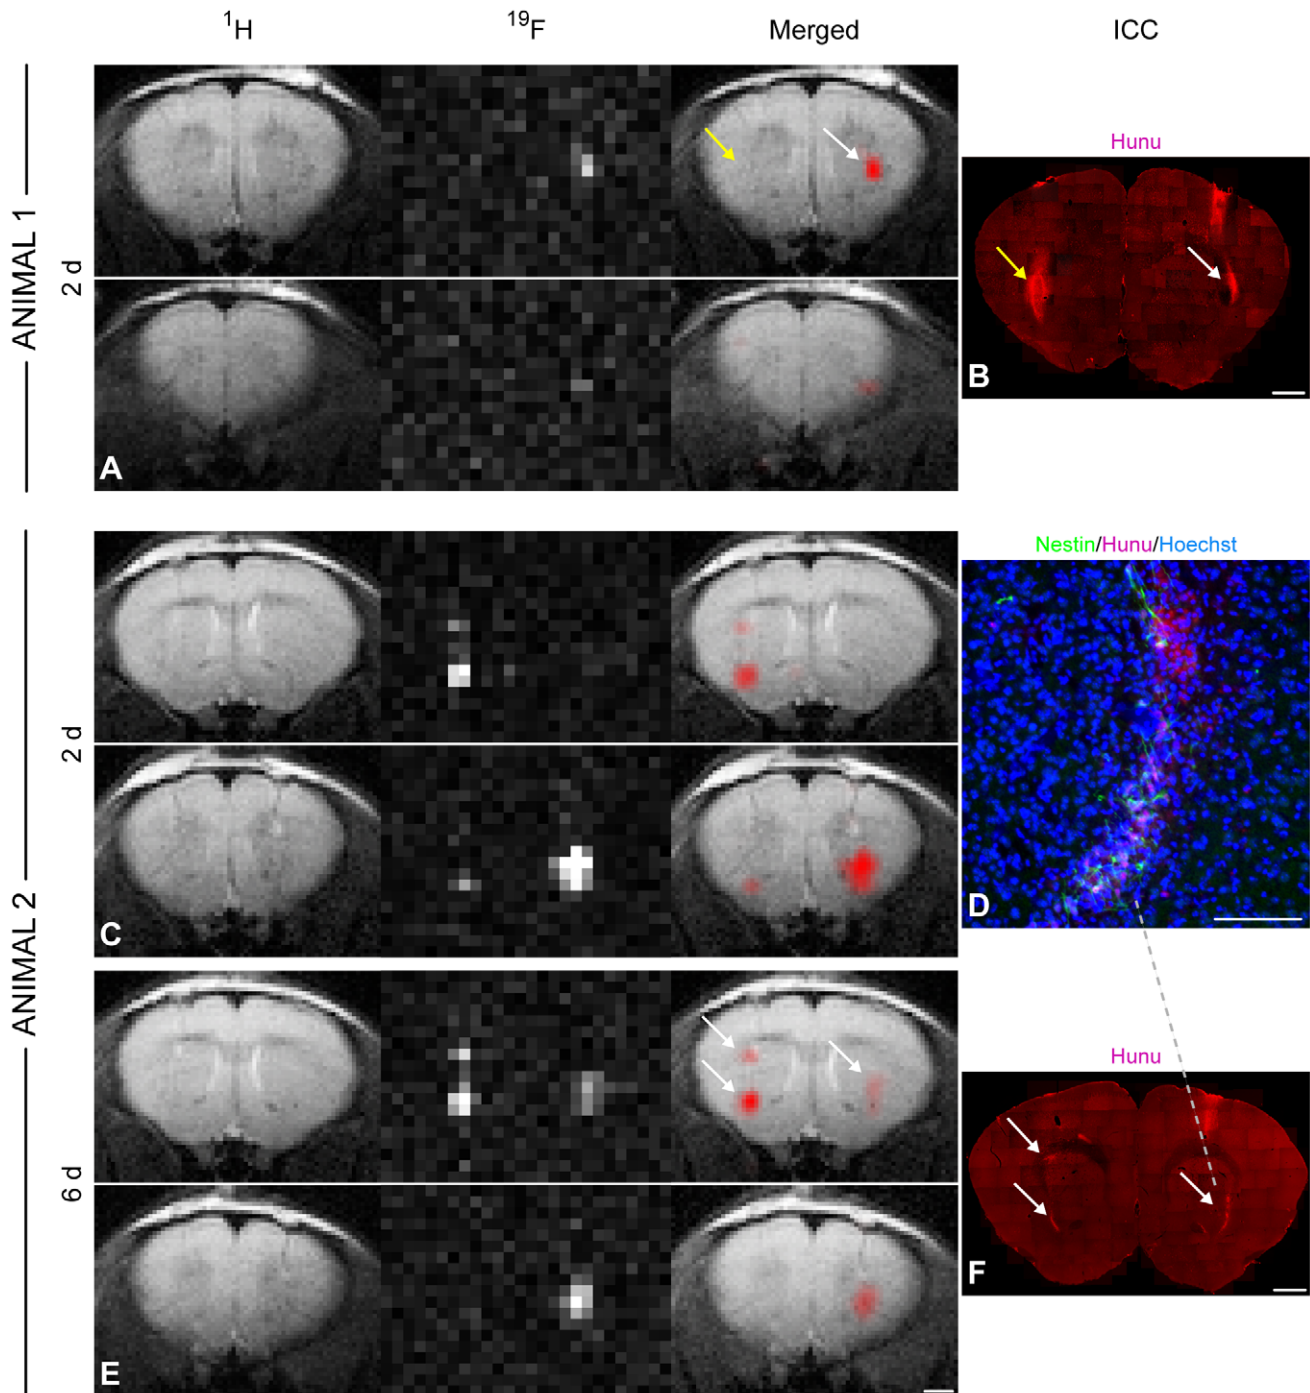 ¹H ¹⁹F Merged ICC
ANIMAL 1
2 d
A
Hunu
B
ANIMAL 2
2 d
C
Nestin/Hunu/Hoechst
D
6 d
E
Hunu
F